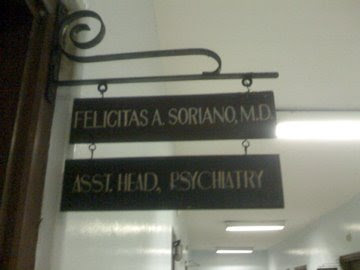 FELICITAS A. SORIANO, M.D.
ASST. HEAD, PSYCHIATRY